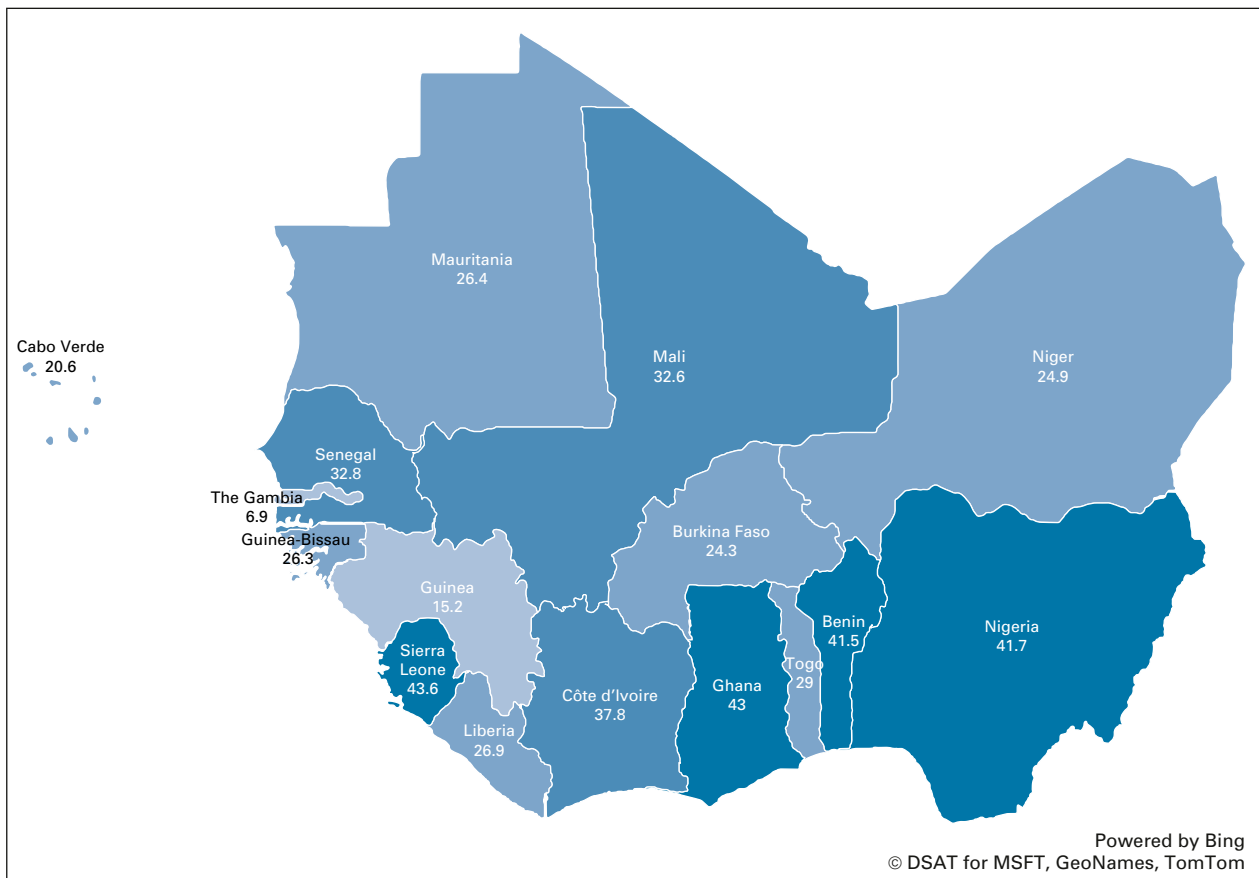 Mauritania
26.4
Cabo Verde
20.6
Mali
32.6
Niger
24.9
Senegal
32.8
The Gambia
6.9
Guinea-Bissau
26.3
Burkina Faso
24.3
Guinea
15.2
Sierra
Leone
43.6
Liberia
26.9
Côte d'Ivoire
37.8
Ghana
43
Togo
29
Benin
41.5
Nigeria
41.7
Powered by Bing
© DSAT for MSFT, GeoNames, TomTom